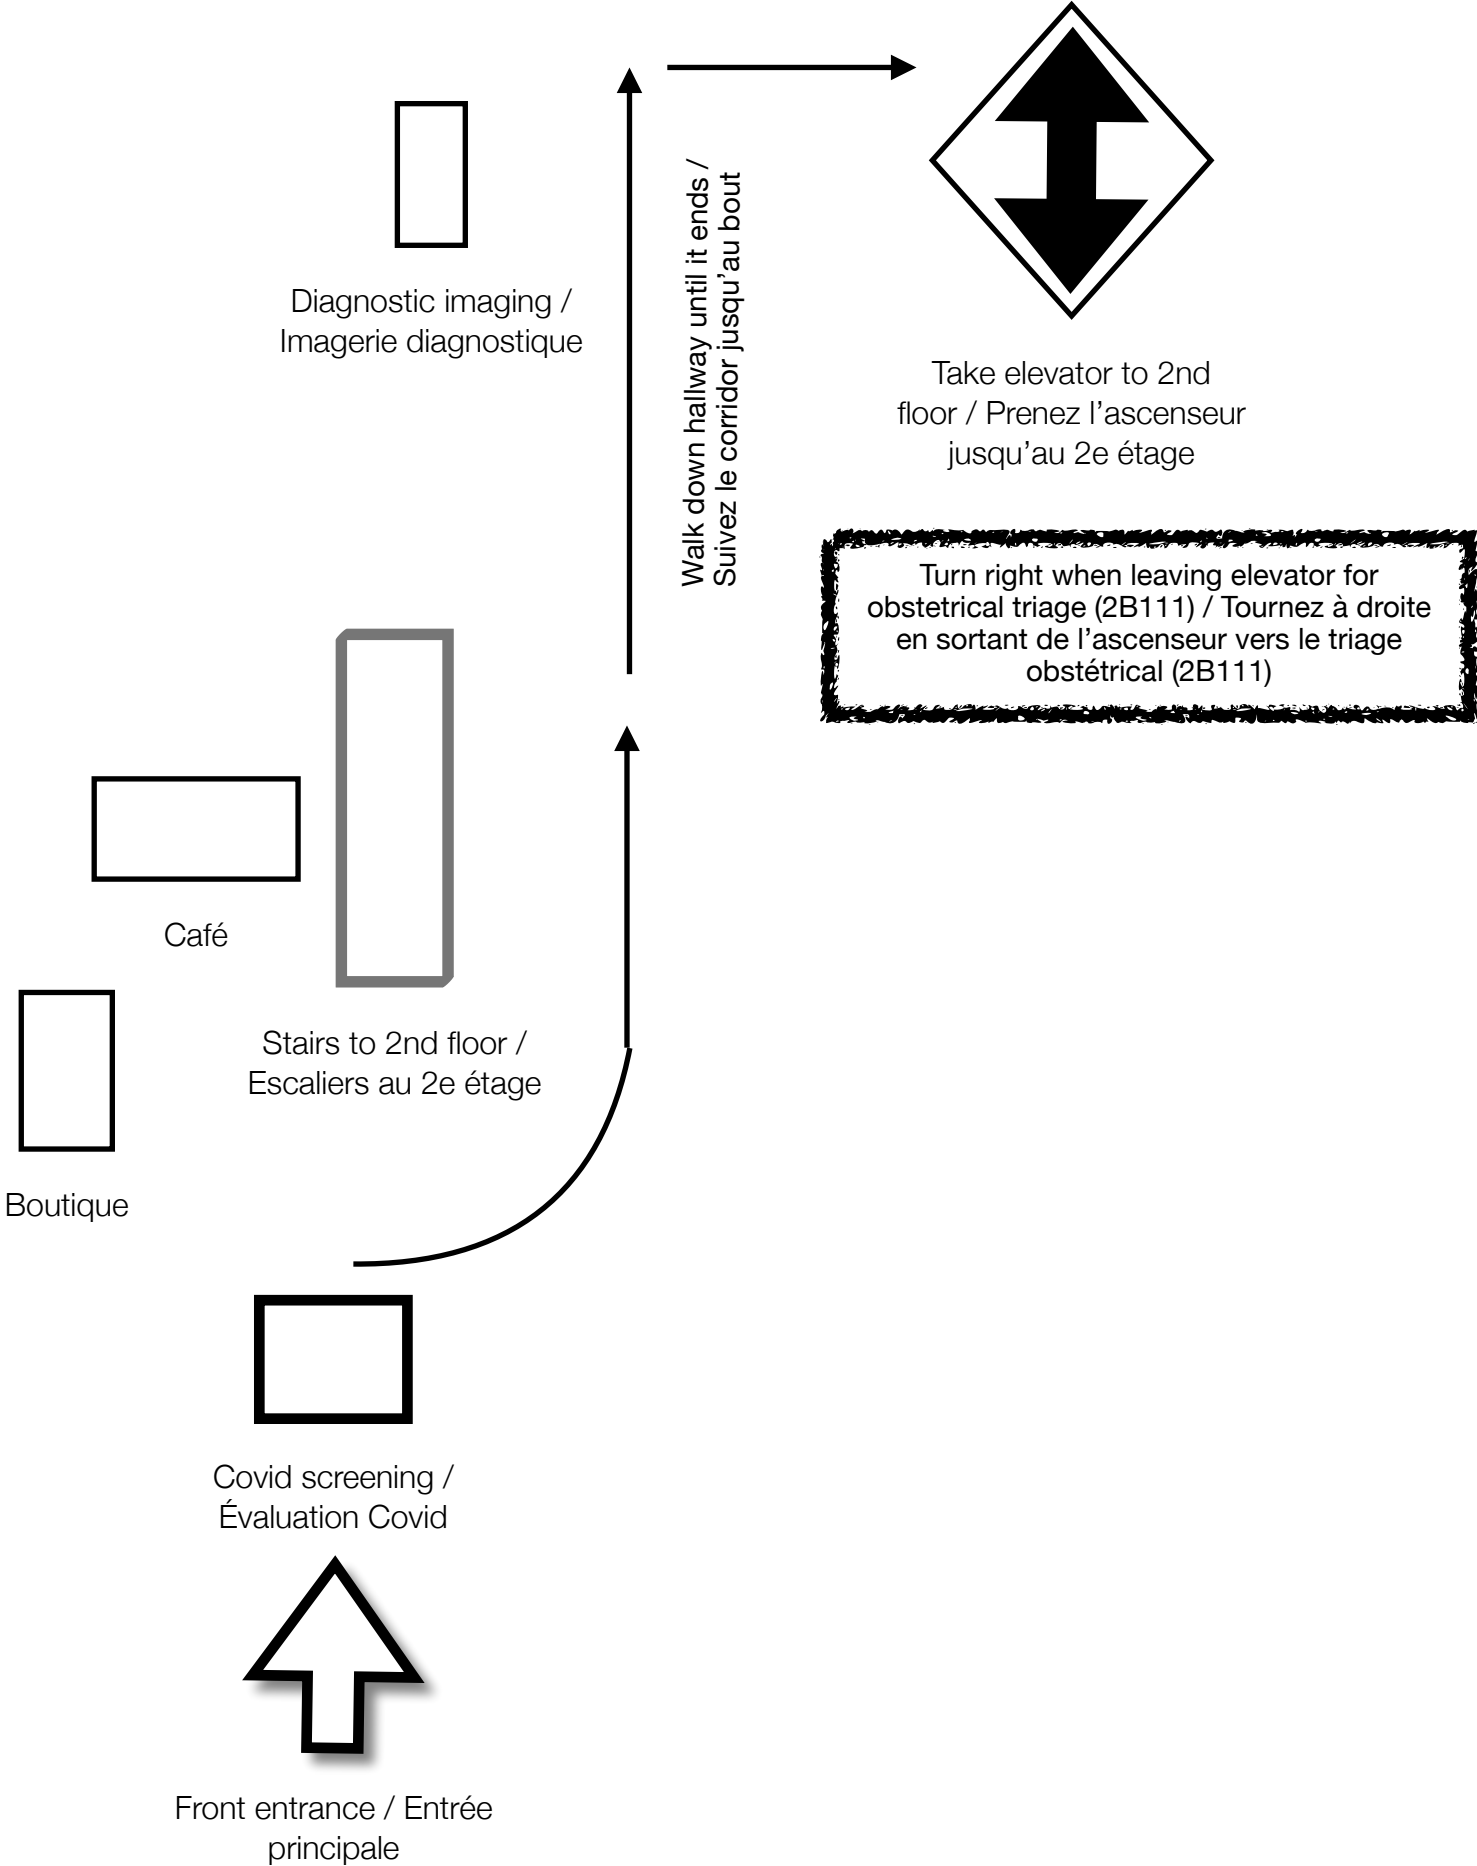 Diagnostic imaging /
Imagerie diagnostique
Walk down hallway until it ends /
Suivez le corridor jusqu'au bout
Take elevator to 2nd
floor / Prenez l'ascenseur
jusqu'au 2e étage
Turn right when leaving elevator for
obstetrical triage (2B111) / Tournez à droite
en sortant de l'ascenseur vers le triage
obstétrical (2B111)
Café
Stairs to 2nd floor /
Escaliers au 2e étage
Boutique
Covid screening /
Évaluation Covid
Front entrance / Entrée
principale